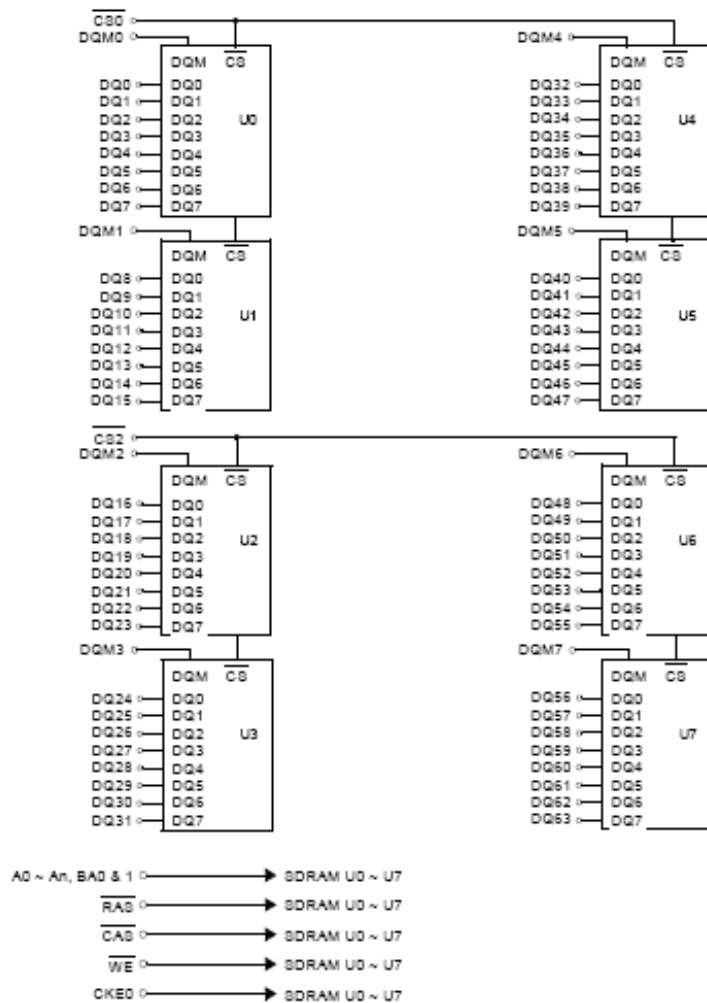 CS0
DQM0 DQM4
DQM CS DQM CS
DQ0 DQ0 DQ32 DQ0
DQ1 DQ1 DQ33 DQ1
DQ2 DQ2 U0 DQ34 DQ2 U4
DQ3 DQ3 DQ35 DQ3
DQ4 DQ4 DQ36 DQ4
DQ5 DQ5 DQ37 DQ5
DQ6 DQ6 DQ38 DQ6
DQ7 DQ7 DQ39 DQ7
DQM1 DQM5
DQM CS DQM CS
DQ8 DQ0 DQ40 DQ0
DQ9 DQ1 DQ41 DQ1
DQ10 DQ2 U1 DQ42 DQ2 U5
DQ11 DQ3 DQ43 DQ3
DQ12 DQ4 DQ44 DQ4
DQ13 DQ5 DQ45 DQ5
DQ14 DQ6 DQ46 DQ6
DQ15 DQ7 DQ47 DQ7
CS2
DQM2 DQM6
DQM CS DQM CS
DQ16 DQ0 DQ48 DQ0
DQ17 DQ1 DQ49 DQ1
DQ18 DQ2 U2 DQ50 DQ2 U6
DQ19 DQ3 DQ51 DQ3
DQ20 DQ4 DQ52 DQ4
DQ21 DQ5 DQ53 DQ5
DQ22 DQ6 DQ54 DQ6
DQ23 DQ7 DQ55 DQ7
DQM3 DQM7
DQM CS DQM CS
DQ24 DQ0 DQ56 DQ0
DQ25 DQ1 DQ57 DQ1
DQ26 DQ2 U3 DQ58 DQ2 U7
DQ27 DQ3 DQ59 DQ3
DQ28 DQ4 DQ60 DQ4
DQ29 DQ5 DQ61 DQ5
DQ30 DQ6 DQ62 DQ6
DQ31 DQ7 DQ63 DQ7
A0 ~ An, BA0 & 1 SDRAM U0 ~ U7
RAS SDRAM U0 ~ U7
CAS SDRAM U0 ~ U7
WE SDRAM U0 ~ U7
CKE0 SDRAM U0 ~ U7